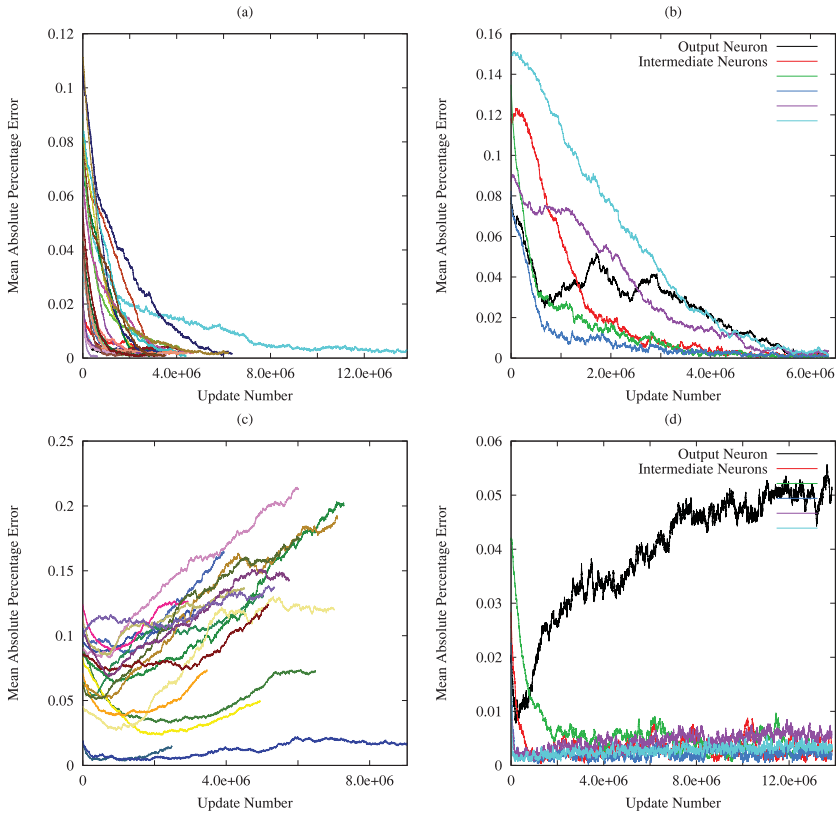 (a)
0.12
0.1
0.08
0.06
0.04
0.02
0
0
4.0e+06
8.0e+06
12.0e+06
Mean Absolute Percentage Error
Update Number
(b)
0.16
0.14
0.12
0.1
0.08
0.06
0.04
0.02
0
0
2.0e+06
4.0e+06
6.0e+06
Output Neuron
Intermediate Neurons
Mean Absolute Percentage Error
Update Number
(c)
0.25
0.2
0.15
0.1
0.05
0
0
4.0e+06
8.0e+06
Mean Absolute Percentage Error
Update Number
(d)
0.06
0.05
0.04
0.03
0.02
0.01
0
0
4.0e+06
8.0e+06
12.0e+06
Output Neuron
Intermediate Neurons
Mean Absolute Percentage Error
Update Number